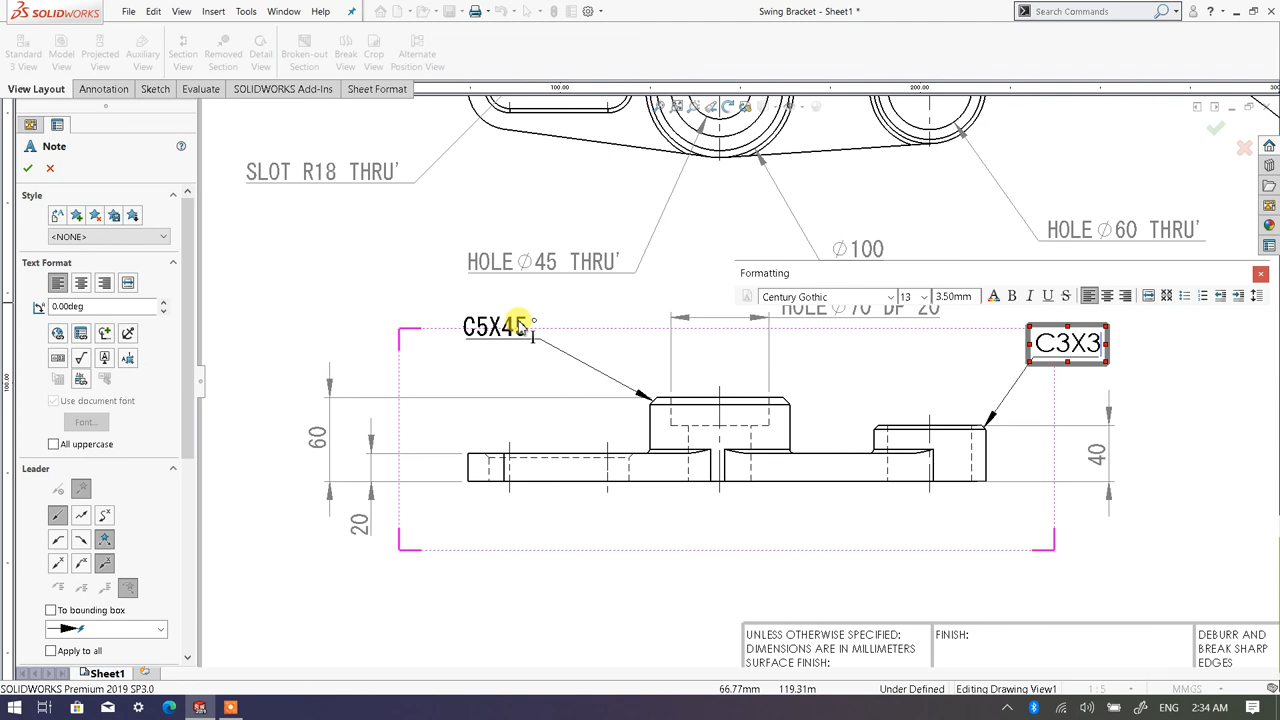 SOLIDWORKS
File Edit View Insert Tools Window Help
Swing Bracket - Sheet1 *
Search Commands
Standard 3 View
Model View
Projected View
Auxiliary View
Section View
Removed Section
Detail View
Broken-out Section
Break View
Crop View
Alternate Position View
View Layout Annotation Sketch Evaluate SOLIDWORKS Add-Ins Sheet Format
100.00 200.00
Note
Style
<NONE>
Text Format
0.00deg
Use document font
Font...
All uppercase
Leader
To bounding box
Apply to all
SLOT R18 THRU'
HOLE∅45 THRU'
∅100
HOLE∅60 THRU'
Formatting
Century Gothic 13 3.50mm
B I U S
HOLE∅70 DP 20
C5X45°
C3X3
60
20
40
UNLESS OTHERWISE SPECIFIED:
DIMENSIONS ARE IN MILLIMETERS
SURFACE FINISH:
FINISH:
DEBURR AND
BREAK SHARP
EDGES
Sheet1
SOLIDWORKS Premium 2019 SP3.0
66.77mm 119.31mm Under Defined Editing Drawing View1 1 : 5 MMGS
ENG 2:34 AM